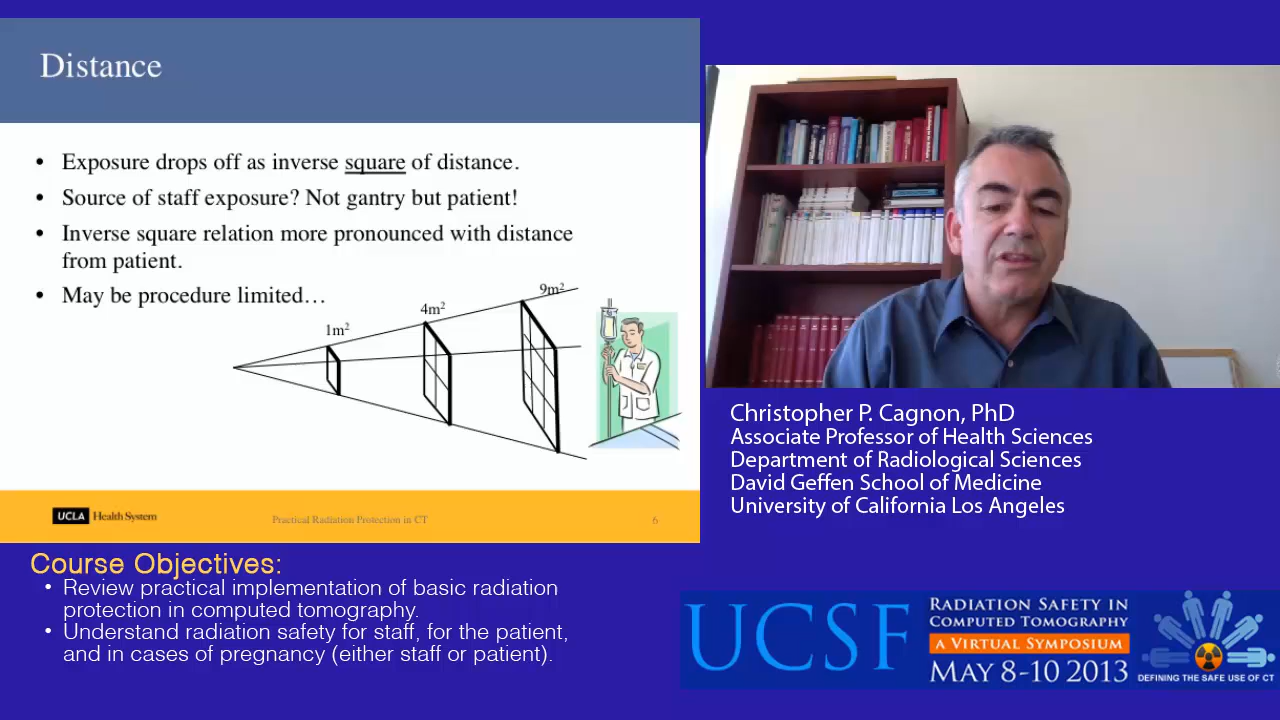 Distance
• Exposure drops off as inverse square of distance.
• Source of staff exposure? Not gantry but patient!
• Inverse square relation more pronounced with distance
from patient.
• May be procedure limited…
1m²
4m²
9m²
UCLA Health System
Practical Radiation Protection in CT
6
Christopher P. Cagnon, PhD
Associate Professor of Health Sciences
Department of Radiological Sciences
David Geffen School of Medicine
University of California Los Angeles
Course Objectives:
• Review practical implementation of basic radiation
protection in computed tomography.
• Understand radiation safety for staff, for the patient,
and in cases of pregnancy (either staff or patient).
UCSF
RADIATION SAFETY IN
COMPUTED TOMOGRAPHY
A VIRTUAL SYMPOSIUM
MAY 8-10 2013
DEFINING THE SAFE USE OF CT